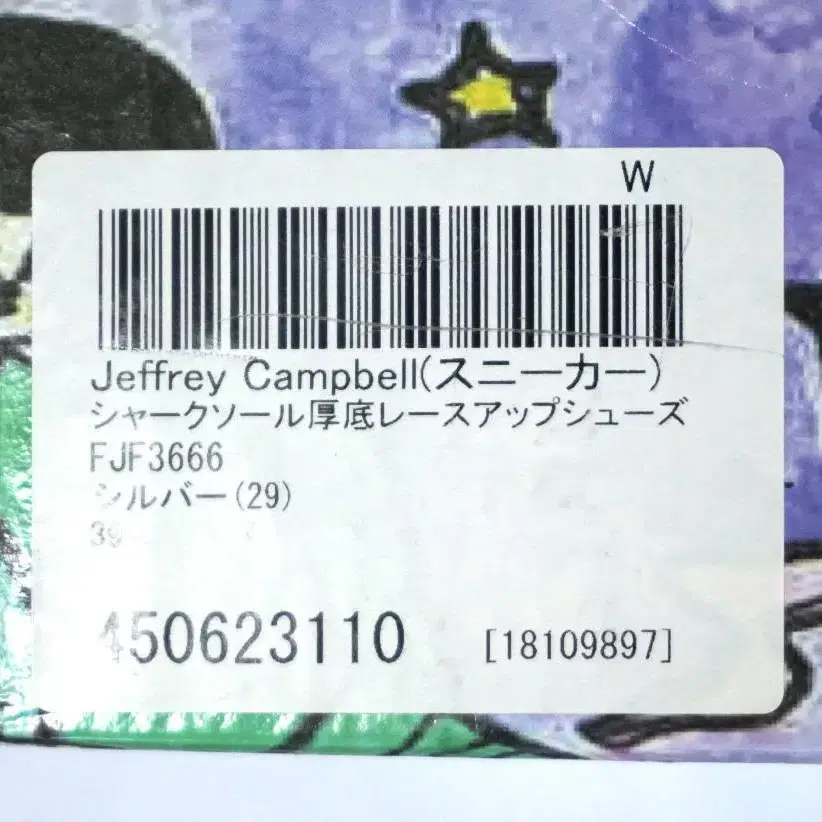 W
Jeffrey Campbell(スニーカー)
シャークソール厚底レースアップシューズ
FJF3666
シルバー(29)
39
450623110 [18109897]